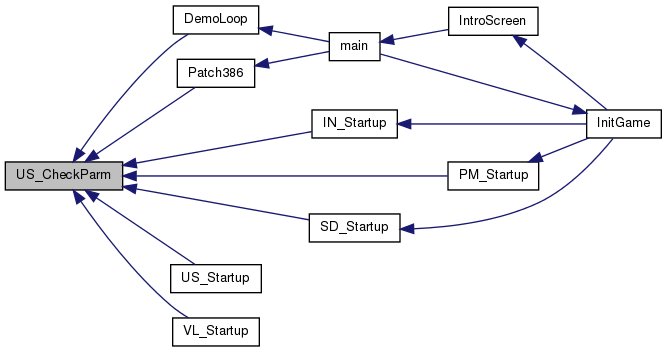 DemoLoop
IntroScreen
main
Patch386
IN_Startup
InitGame
US_CheckParm
PM_Startup
SD_Startup
US_Startup
VL_Startup